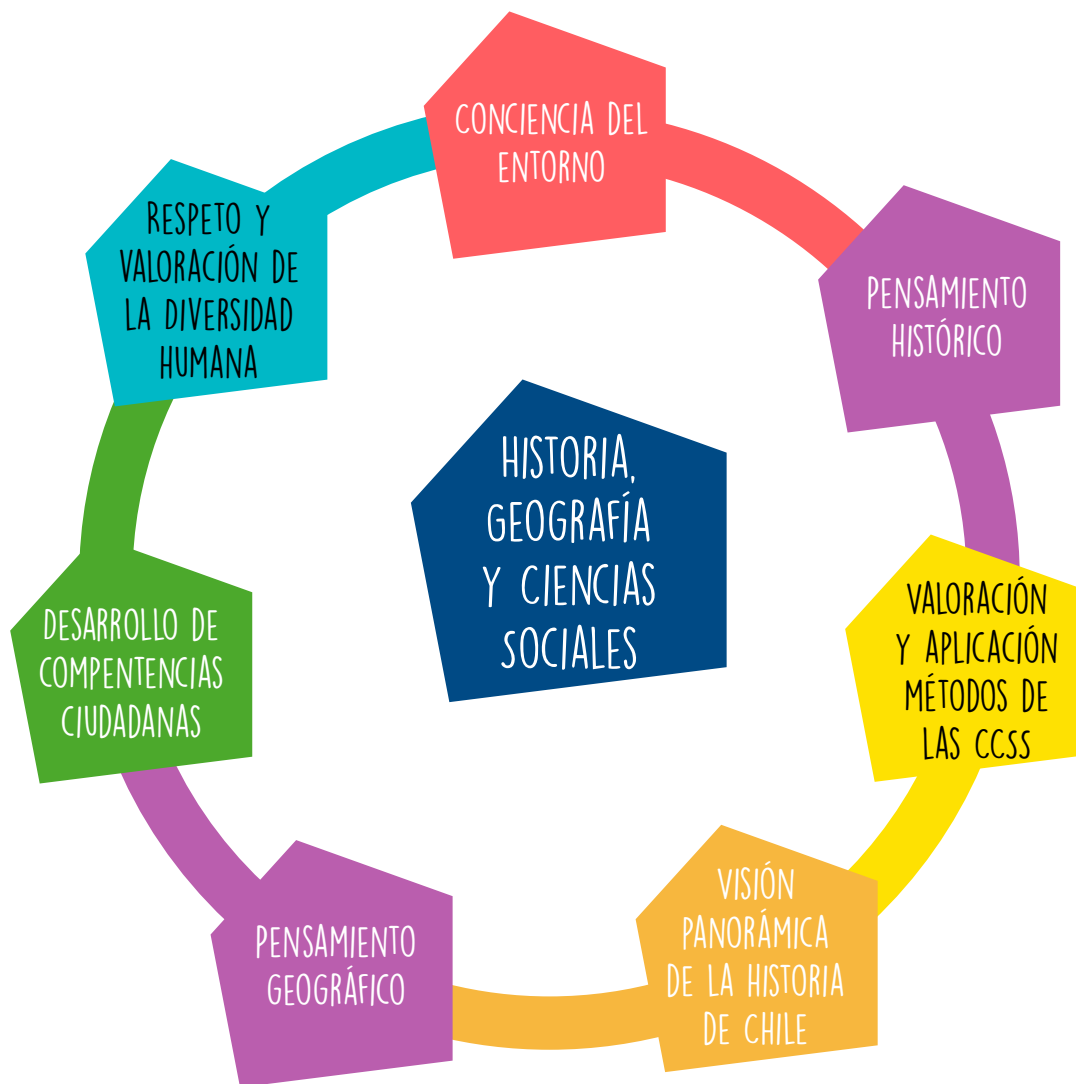 CONCIENCIA DEL
ENTORNO
PENSAMIENTO
HISTÓRICO
VALORACIÓN
Y APLICACIÓN
MÉTODOS DE
LAS CCSS
VISIÓN
PANORÁMICA
DE LA HISTORIA
DE CHILE
PENSAMIENTO
GEOGRÁFICO
DESARROLLO DE
COMPENTENCIAS
CIUDADANAS
RESPETO Y
VALORACIÓN DE
LA DIVERSIDAD
HUMANA
HISTORIA,
GEOGRAFÍA
Y CIENCIAS
SOCIALES